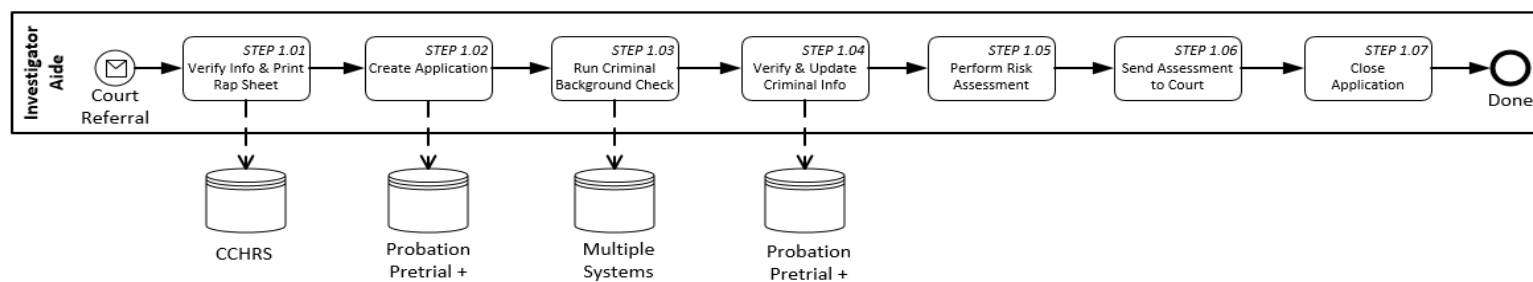 Investigator
Aide
Court
Referral
STEP 1.01
Verify Info & Print
Rap Sheet
STEP 1.02
Create Application
STEP 1.03
Run Criminal
Background Check
STEP 1.04
Verify & Update
Criminal Info
STEP 1.05
Perform Risk
Assessment
STEP 1.06
Send Assessment
to Court
STEP 1.07
Close
Application
Done
CCHRS
Probation
Pretrial +
Multiple
Systems
Probation
Pretrial +